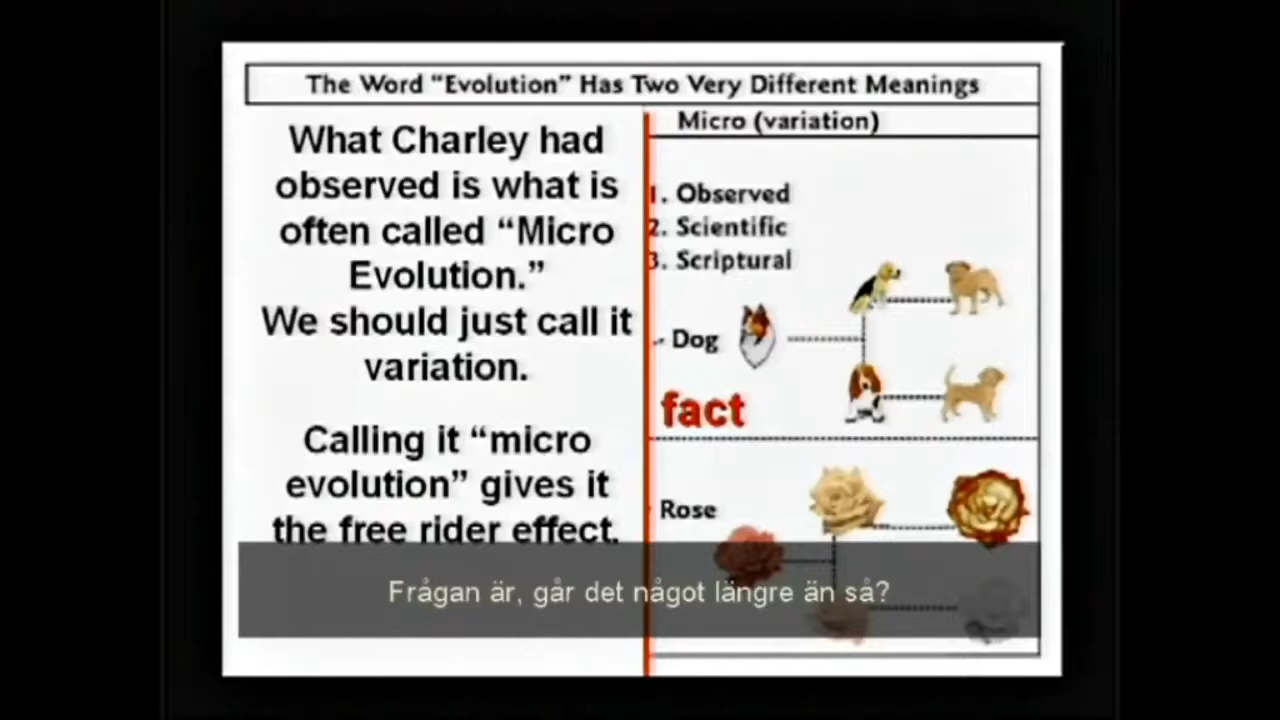 The Word “Evolution” Has Two Very Different Meanings
What Charley had
observed is what is
often called “Micro
Evolution.”
We should just call it
variation.
Calling it “micro
evolution” gives it
the free rider effect.
Micro (variation)
1. Observed
2. Scientific
3. Scriptural
Dog
fact
Rose
Frågan är, går det något längre än så?